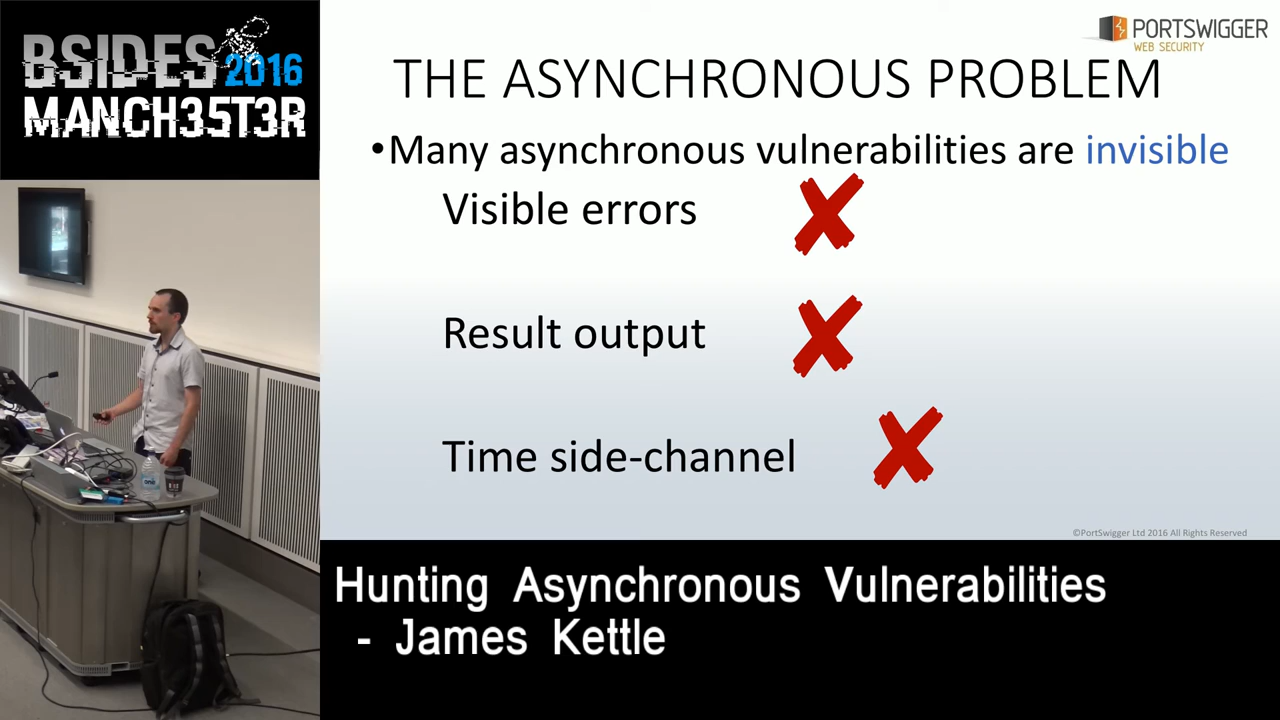 BSIDES 2016
MANCH35T3R
PORTSWIGGER
WEB SECURITY
THE ASYNCHRONOUS PROBLEM
•Many asynchronous vulnerabilities are invisible
Visible errors
Result output
Time side-channel
©PortSwigger Ltd 2016 All Rights Reserved
Hunting Asynchronous Vulnerabilities
- James Kettle